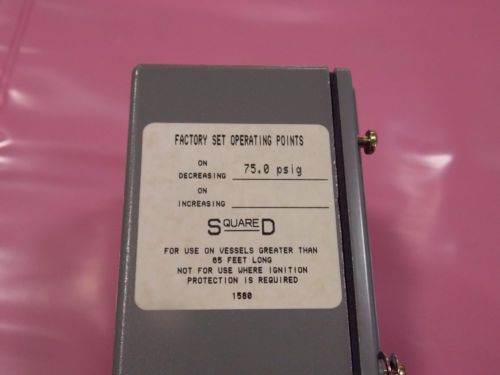 FACTORY SET OPERATING POINTS
ON
DECREASING 75.0 psig
ON
INCREASING
SQUARE D
FOR USE ON VESSELS GREATER THAN
65 FEET LONG
NOT FOR USE WHERE IGNITION
PROTECTION IS REQUIRED
1580